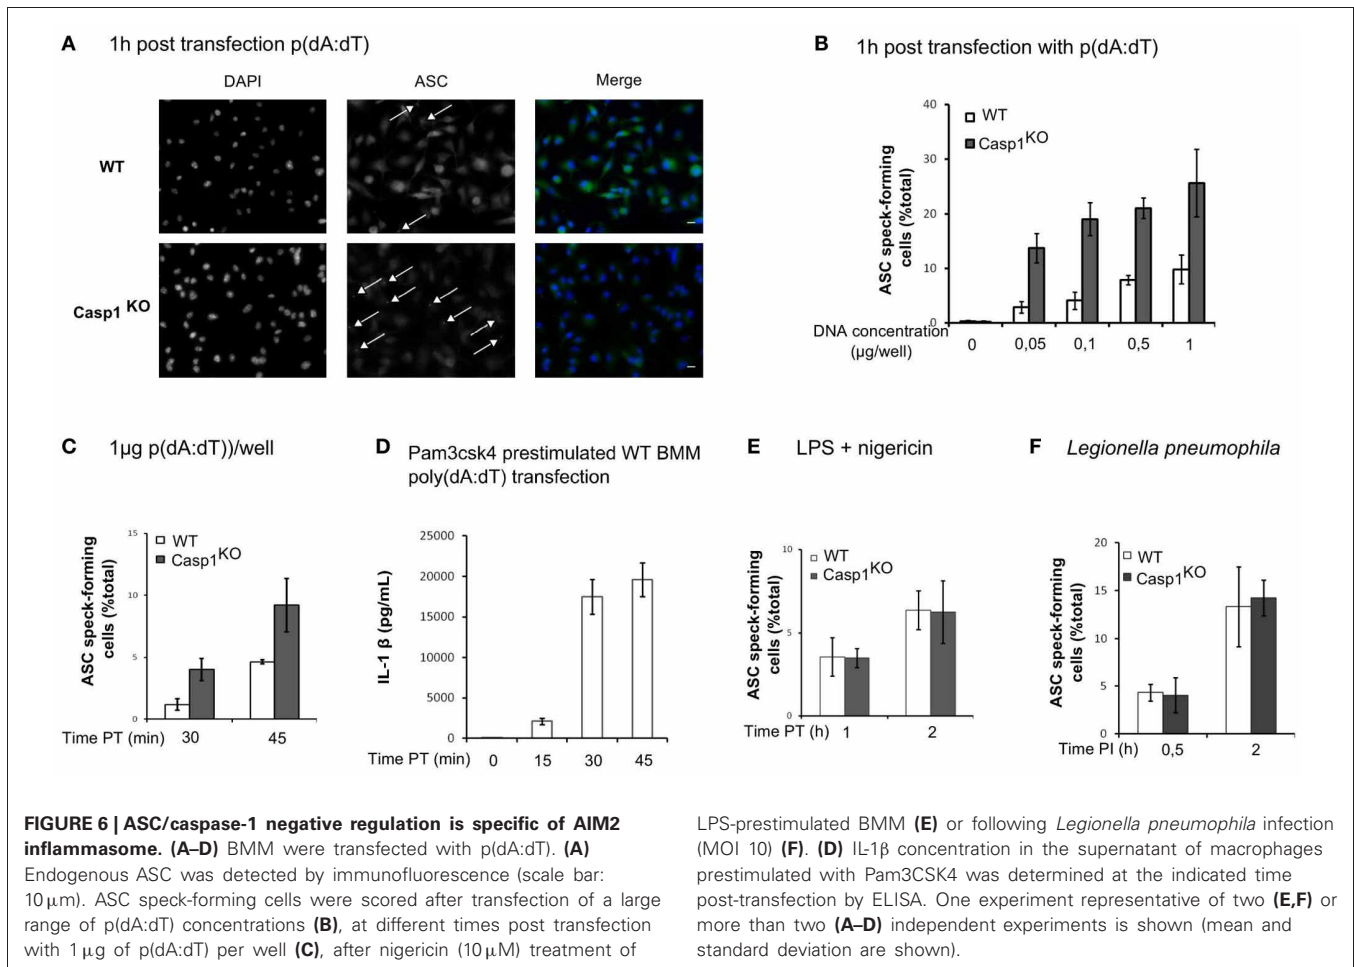 A 1h post transfection p(dA:dT)
DAPI ASC Merge
WT
Casp1 KO
B 1h post transfection with p(dA:dT)
ASC speck-forming
cells (%total)
40
30
20
10
0
WT
Casp1KO
DNA concentration
(µg/well)
0 0,05 0,1 0,5 1
C 1µg p(dA:dT))/well
ASC speck-forming
cells (%total)
15
10
5
0
WT
Casp1KO
Time PT (min) 30 45
D Pam3csk4 prestimulated WT BMM
poly(dA:dT) transfection
IL-1 β (pg/mL)
25000
20000
15000
10000
5000
0
Time PT (min) 0 15 30 45
E LPS + nigericin
ASC speck-forming
cells (%total)
10
5
0
WT
Casp1KO
Time PT (h) 1 2
F Legionella pneumophila
ASC speck-forming
cells (%total)
20
15
10
5
0
WT
Casp1KO
Time PI (h) 0,5 2
FIGURE 6 | ASC/caspase-1 negative regulation is specific of AIM2
inflammasome. (A–D) BMM were transfected with p(dA:dT). (A)
Endogenous ASC was detected by immunofluorescence (scale bar:
10 µm). ASC speck-forming cells were scored after transfection of a large
range of p(dA:dT) concentrations (B), at different times post transfection
with 1 µg of p(dA:dT) per well (C), after nigericin (10 µM) treatment of
LPS-prestimulated BMM (E) or following Legionella pneumophila infection
(MOI 10) (F). (D) IL-1β concentration in the supernatant of macrophages
prestimulated with Pam3CSK4 was determined at the indicated time
post-transfection by ELISA. One experiment representative of two (E,F) or
more than two (A–D) independent experiments is shown (mean and
standard deviation are shown).